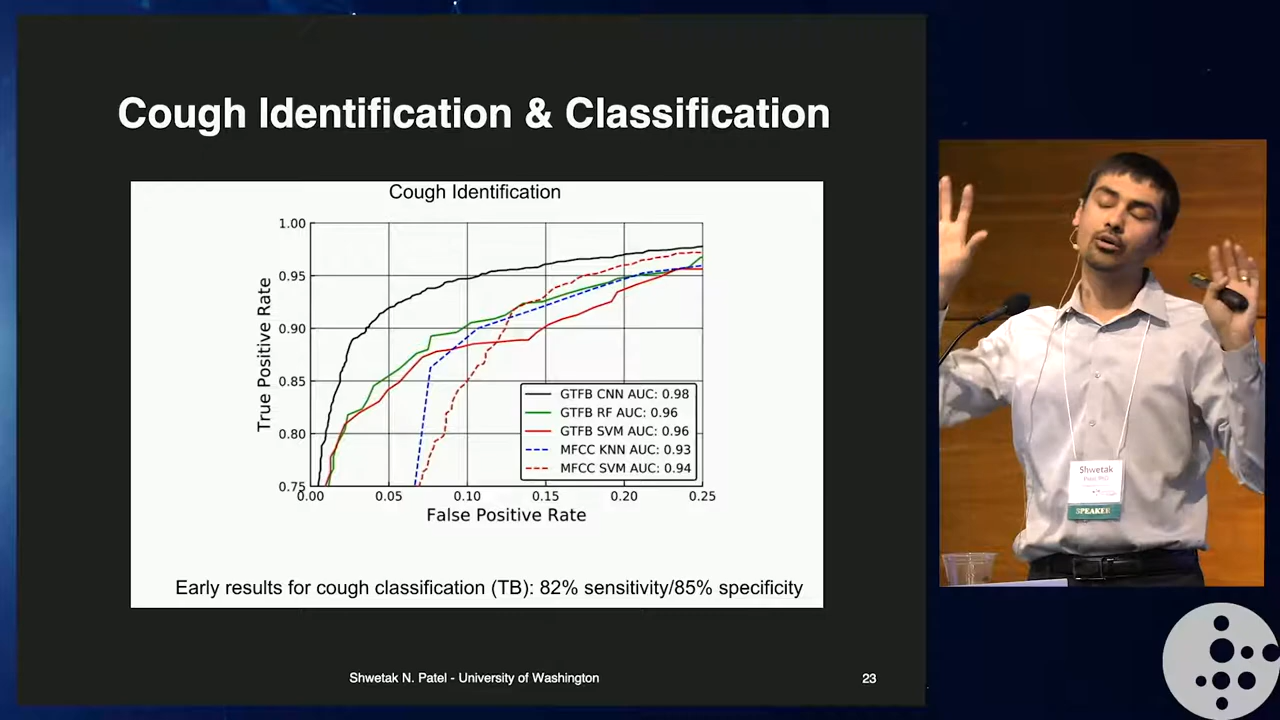 Cough Identification & Classification
Cough Identification
1.00
0.95
0.90
0.85
0.80
0.75
True Positive Rate
0.00 0.05 0.10 0.15 0.20 0.25
False Positive Rate
GTFB CNN AUC: 0.98
GTFB RF AUC: 0.96
GTFB SVM AUC: 0.96
MFCC KNN AUC: 0.93
MFCC SVM AUC: 0.94
Early results for cough classification (TB): 82% sensitivity/85% specificity
Shwetak N. Patel - University of Washington
23
Shwetak
SPEAKER